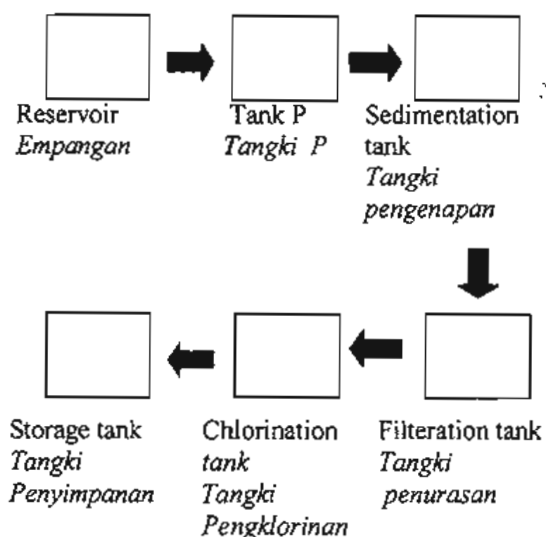 Reservoir
Empangan
Tank P
Tangki P
Sedimentation
tank
Tangki
pengenapan
Storage tank
Tangki
Penyimpanan
Chlorination
tank
Tangki
Pengklorinan
Filteration tank
Tangki
penurasan